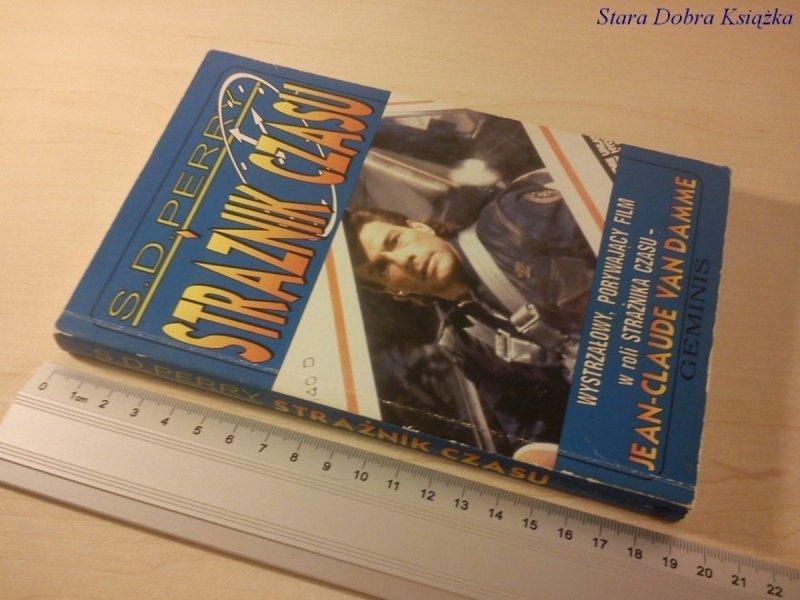 Stara Dobra Książka
S.D. PERRY
STRAŻNIK CZASU
40 D
WYSTRZAŁOWY, PORYWAJĄCY FILM
w roli STRAŻNIKA CZASU -
JEAN-CLAUDE VAN DAMME
GEMINIS
S.D. PERRY STRAŻNIK CZASU
0 1cm 2 3 4 5 6 7 8 9 10 11 12 13 14 15 16 17 18 19 20 21 22